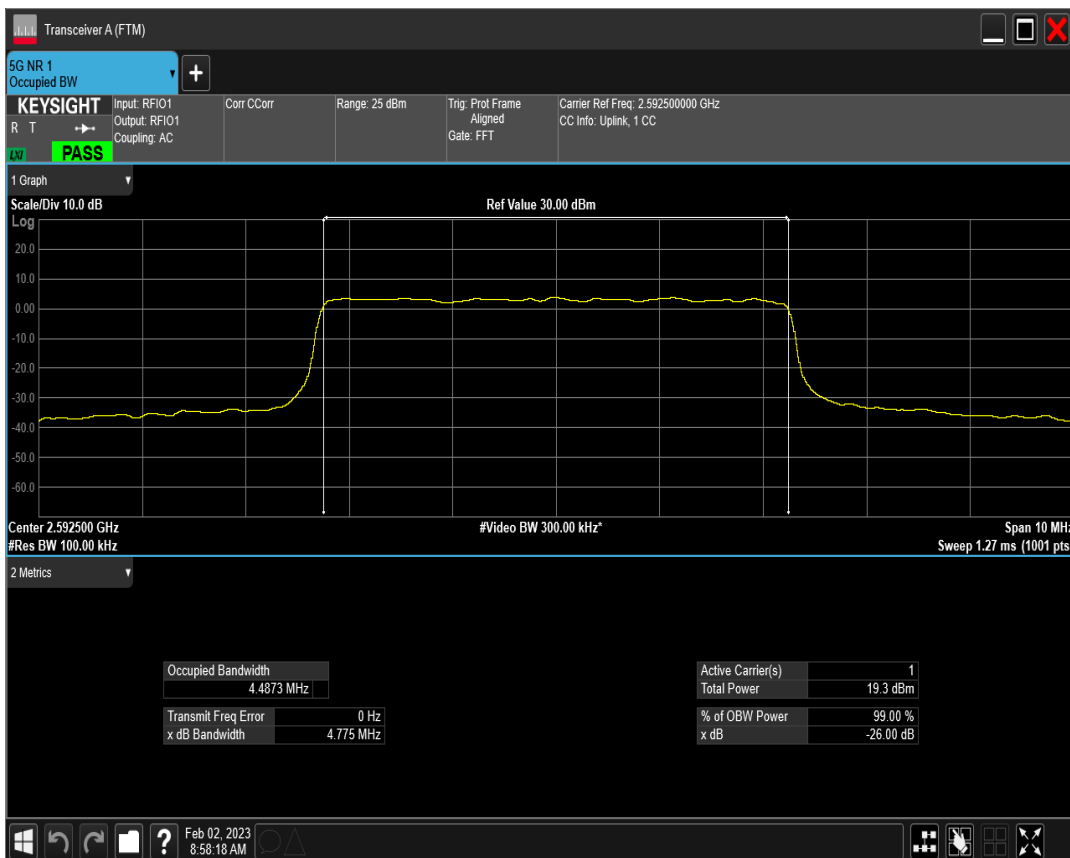 Transceiver A (FTM)
5G NR 1
Occupied BW
+
KEYSIGHT
R T
LXI
PASS
Input: RFIO1
Output: RFIO1
Coupling: AC
Corr CCorr
Range: 25 dBm
Trig: Prot Frame
Aligned
Gate: FFT
Carrier Ref Freq: 2.592500000 GHz
CC Info: Uplink, 1 CC
1 Graph
Scale/Div 10.0 dB
Ref Value 30.00 dBm
Log
20.0
10.0
0.00
-10.0
-20.0
-30.0
-40.0
-50.0
-60.0
Center 2.592500 GHz
#Video BW 300.00 kHz*
Span 10 MHz
#Res BW 100.00 kHz
Sweep 1.27 ms (1001 pts
2 Metrics
Occupied Bandwidth
4.4873 MHz
Transmit Freq Error 0 Hz
x dB Bandwidth 4.775 MHz
Active Carrier(s) 1
Total Power 19.3 dBm
% of OBW Power 99.00 %
x dB -26.00 dB
?
Feb 02, 2023
8:58:18 AM